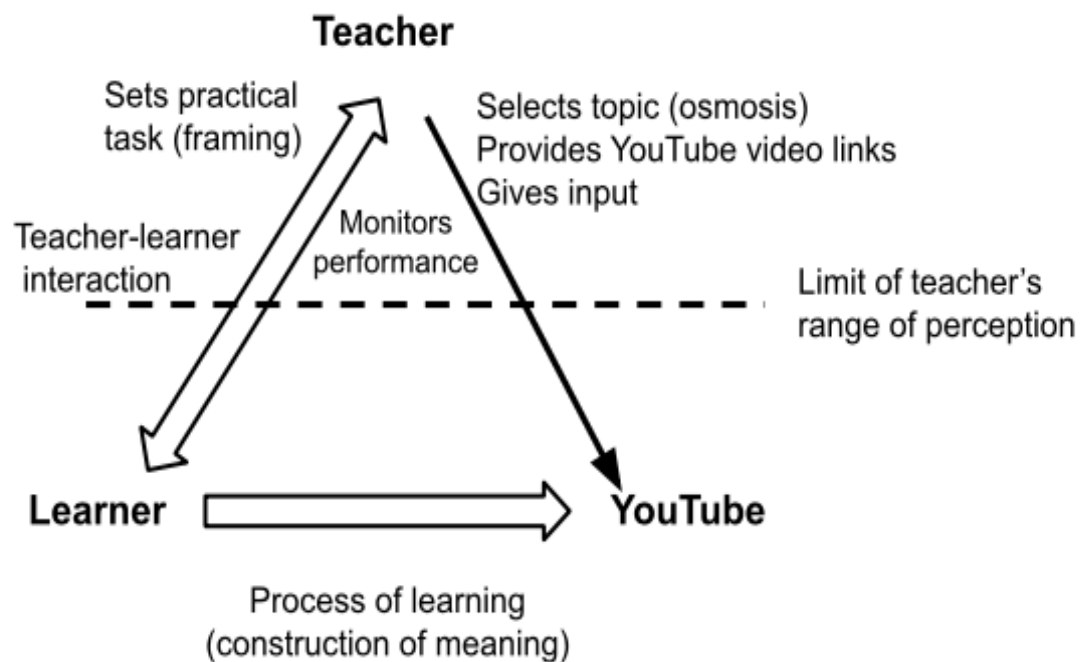 Teacher
Sets practical
task (framing)
Selects topic (osmosis)
Provides YouTube video links
Gives input
Teacher-learner
interaction
Monitors
performance
Limit of teacher's
range of perception
Learner
YouTube
Process of learning
(construction of meaning)